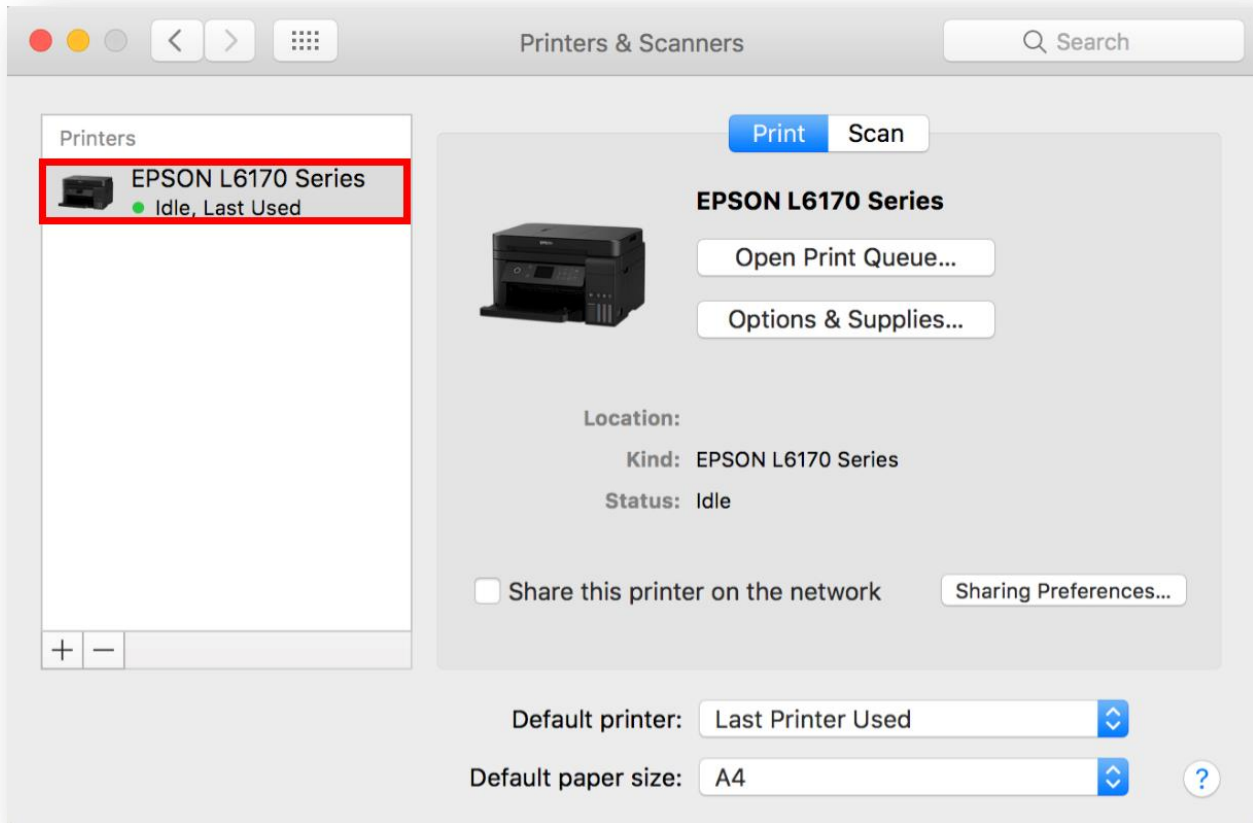 Printers & Scanners
Search
Printers
EPSON L6170 Series
Idle, Last Used
Print
Scan
EPSON L6170 Series
Open Print Queue...
Options & Supplies...
Location:
Kind: EPSON L6170 Series
Status: Idle
Share this printer on the network
Sharing Preferences...
+ −
Default printer: Last Printer Used
Default paper size: A4
?